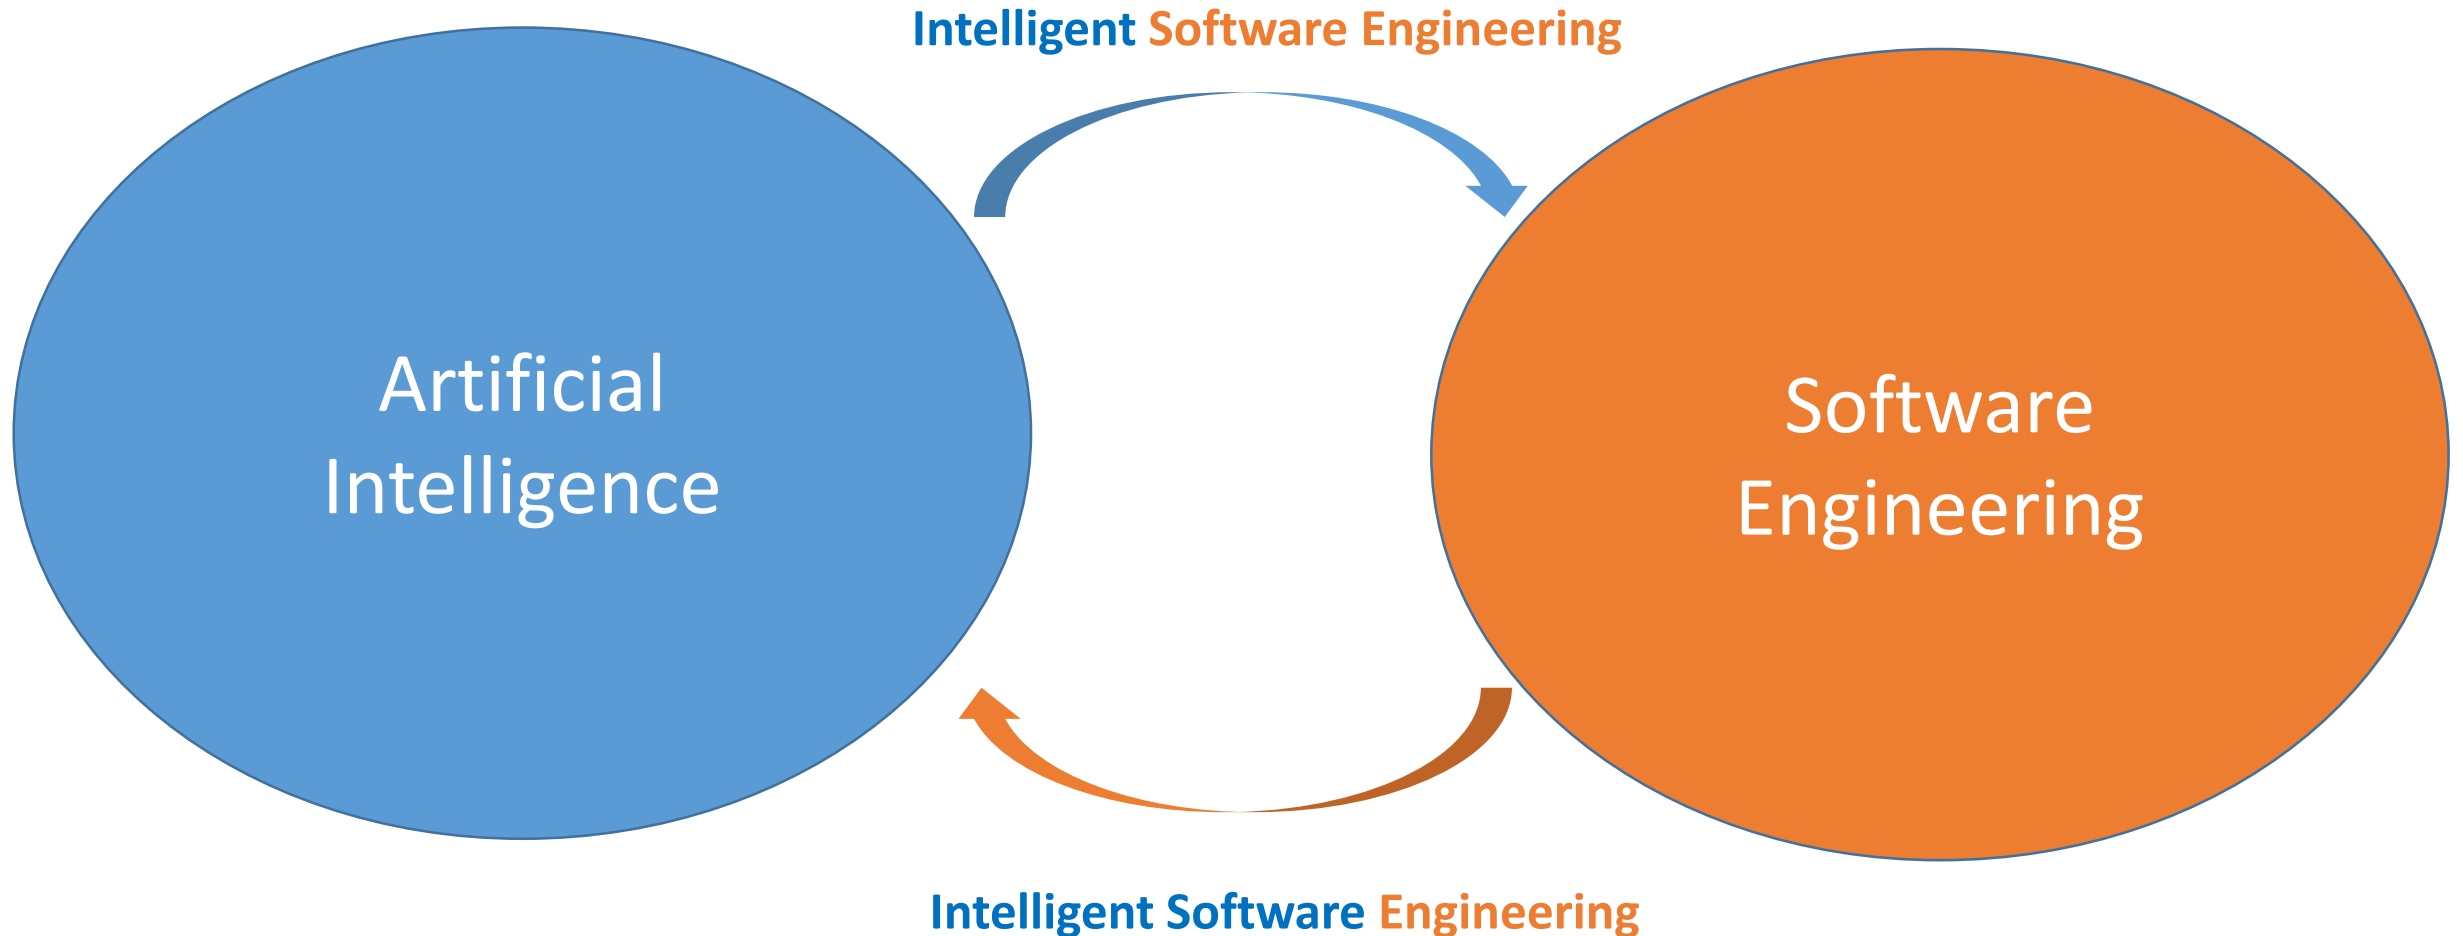 Intelligent Software Engineering
Artificial
Intelligence
Software
Engineering
Intelligent Software Engineering